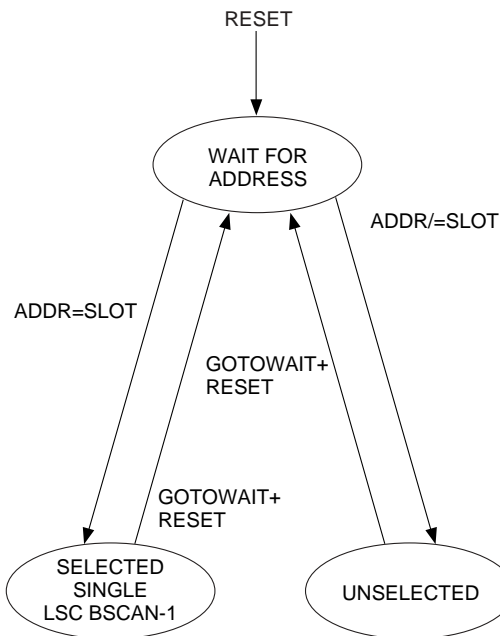 RESET
WAIT FOR
ADDRESS
ADDR/=SLOT
ADDR=SLOT
GOTOWAIT+
RESET
GOTOWAIT+
RESET
SELECTED
SINGLE
LSC BSCAN-1
UNSELECTED